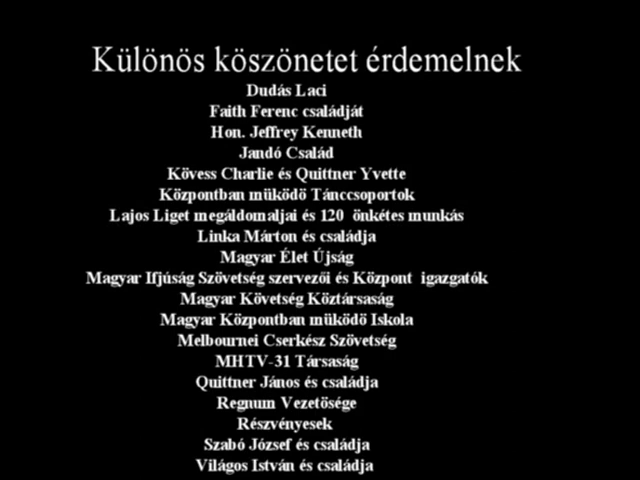 Különös köszönetet érdemelnek
Dudás Laci
Faith Ferenc családját
Hon. Jeffrey Kenneth
Jandó Család
Kövess Charlie és Quittner Yvette
Központban müködö Tánccsoportok
Lajos Liget megáldomaljai és 120 önkétes munkás
Linka Márton és családja
Magyar Élet Újság
Magyar Ifjúság Szövetség szervezői és Központ igazgatók
Magyar Követség Köztársaság
Magyar Központban müködö Iskola
Melbournei Cserkész Szövetség
MHTV-31 Társaság
Quittner János és családja
Regnum Vezetösége
Részvényesek
Szabó József és családja
Világos István és családja